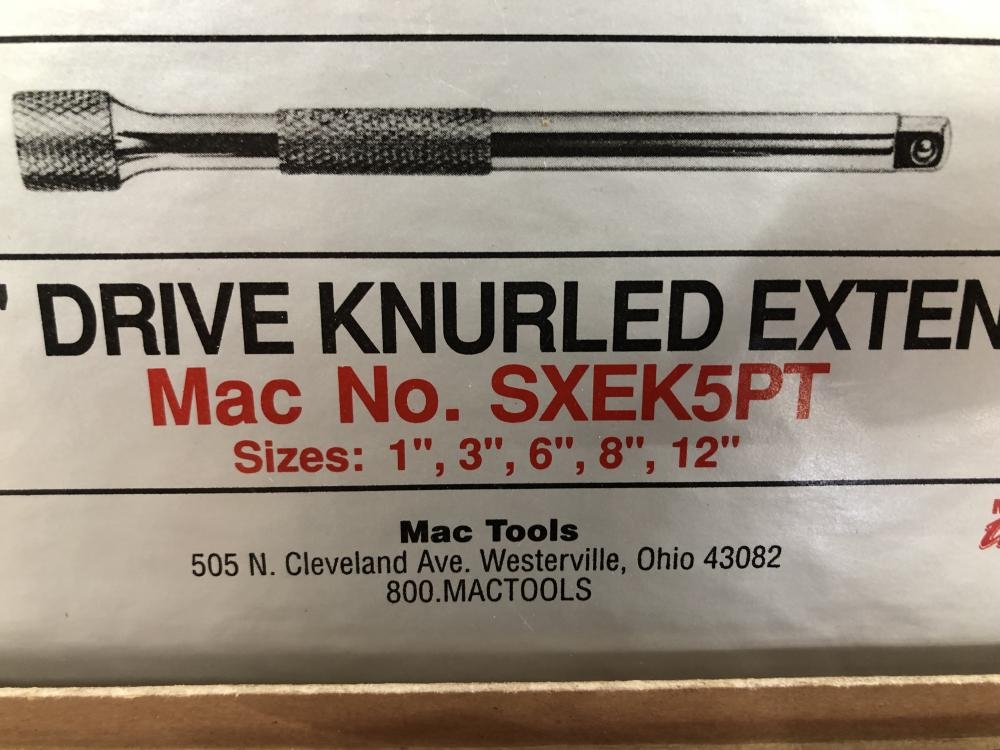 " DRIVE KNURLED EXTEN
Mac No. SXEK5PT
Sizes: 1", 3", 6", 8", 12"
Mac Tools
505 N. Cleveland Ave. Westerville, Ohio 43082
800.MACTOOLS